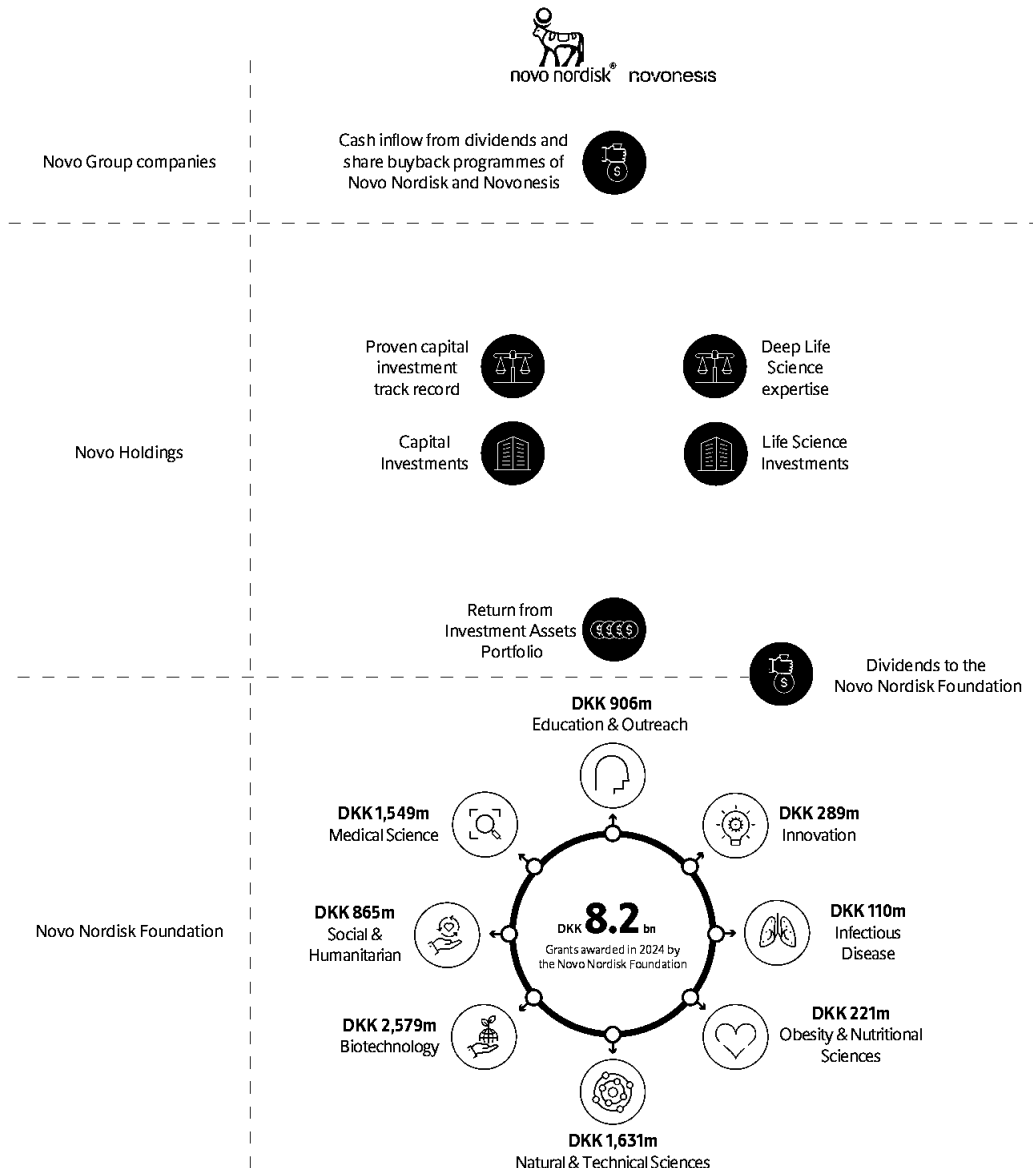 novo nordisk® novonesis
Novo Group companies
Cash inflow from dividends and
share buyback programmes of
Novo Nordisk and Novonesis
Novo Holdings
Proven capital
investment
track record
Deep Life
Science
expertise
Capital
Investments
Life Science
Investments
Return from
Investment Assets
Portfolio
Dividends to the
Novo Nordisk Foundation
Novo Nordisk Foundation
DKK 906m
Education & Outreach
DKK 1,549m
Medical Science
DKK 289m
Innovation
DKK 865m
Social &
Humanitarian
DKK 8.2 bn
Grants awarded in 2024 by
the Novo Nordisk Foundation
DKK 110m
Infectious
Disease
DKK 2,579m
Biotechnology
DKK 221m
Obesity & Nutritional
Sciences
DKK 1,631m
Natural & Technical Sciences